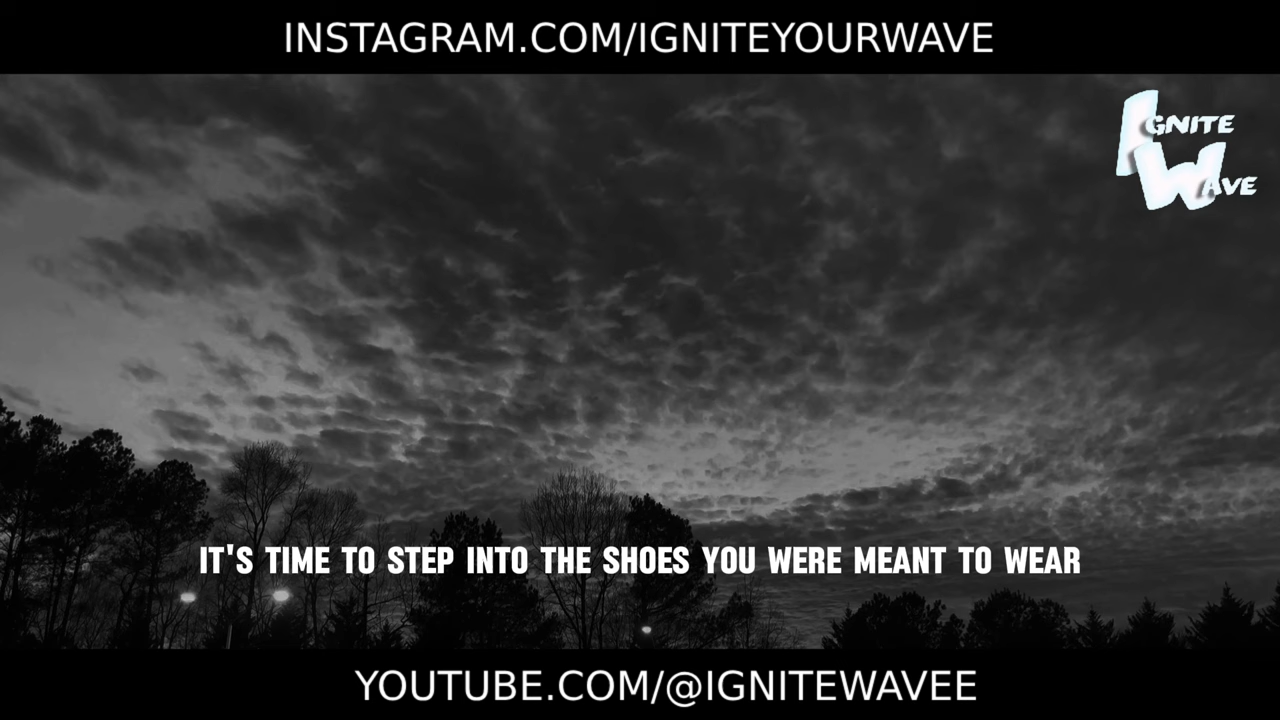 INSTAGRAM.COM/IGNITEYOURWAVE
IGNITE
WAVE
IT'S TIME TO STEP INTO THE SHOES YOU WERE MEANT TO WEAR
YOUTUBE.COM/@IGNITEWAVEE